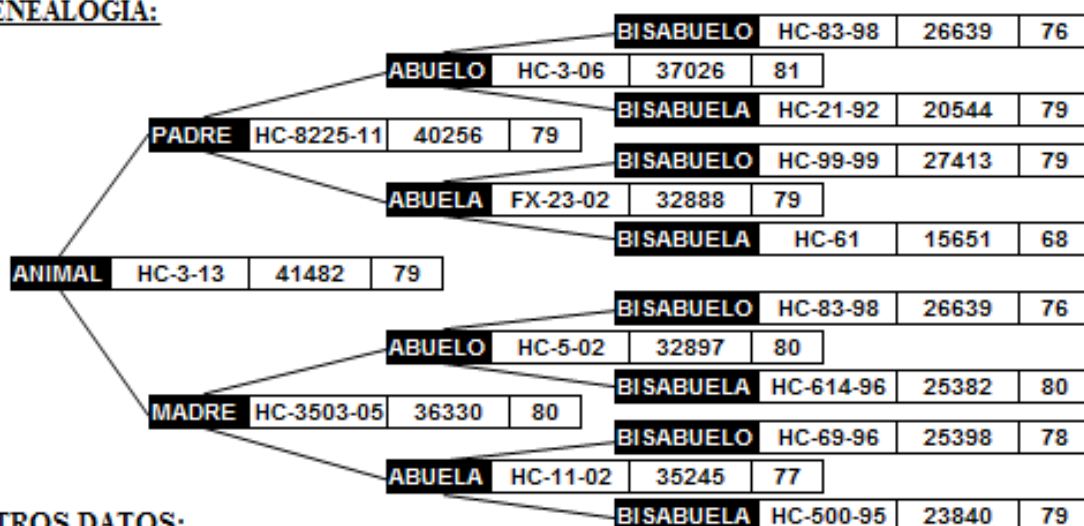 ENEALOGÍA:
BISABUELO HC-83-98 26639 76
ABUELO HC-3-06 37026 81
BISABUELA HC-21-92 20544 79
PADRE HC-8225-11 40256 79
BISABUELO HC-99-99 27413 79
ABUELA FX-23-02 32888 79
BISABUELA HC-61 15651 68
ANIMAL HC-3-13 41482 79
BISABUELO HC-83-98 26639 76
ABUELO HC-5-02 32897 80
BISABUELA HC-614-96 25382 80
MADRE HC-3503-05 36330 80
BISABUELO HC-69-96 25398 78
ABUELA HC-11-02 35245 77
BISABUELA HC-500-95 23840 79
TROS DATOS: